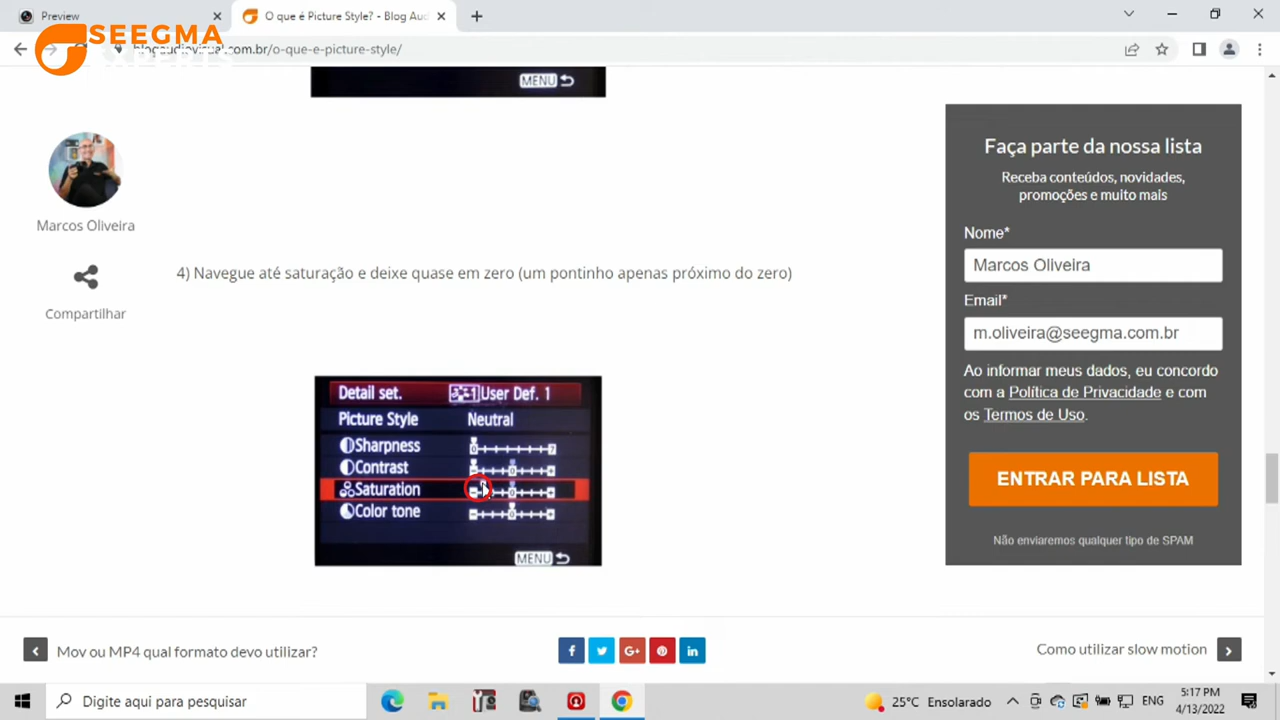 Preview
O que é Picture Style? - Blog Aud
SEEGMA
EXPERTS
blogaudiovisual.com.br/o-que-e-picture-style/
MENU
Marcos Oliveira
Compartilhar
4) Navegue até saturação e deixe quase em zero (um pontinho apenas próximo do zero)
Detail set. User Def. 1
Picture Style Neutral
Sharpness
Contrast
Saturation
Color tone
MENU
Faça parte da nossa lista
Receba conteúdos, novidades,
promoções e muito mais
Nome*
Marcos Oliveira
Email*
m.oliveira@seegma.com.br
Ao informar meus dados, eu concordo
com a Política de Privacidade e com
os Termos de Uso.
ENTRAR PARA LISTA
Não enviaremos qualquer tipo de SPAM
Mov ou MP4 qual formato devo utilizar?
Como utilizar slow motion
Digite aqui para pesquisar
25°C Ensolarado
ENG
5:17 PM
4/13/2022